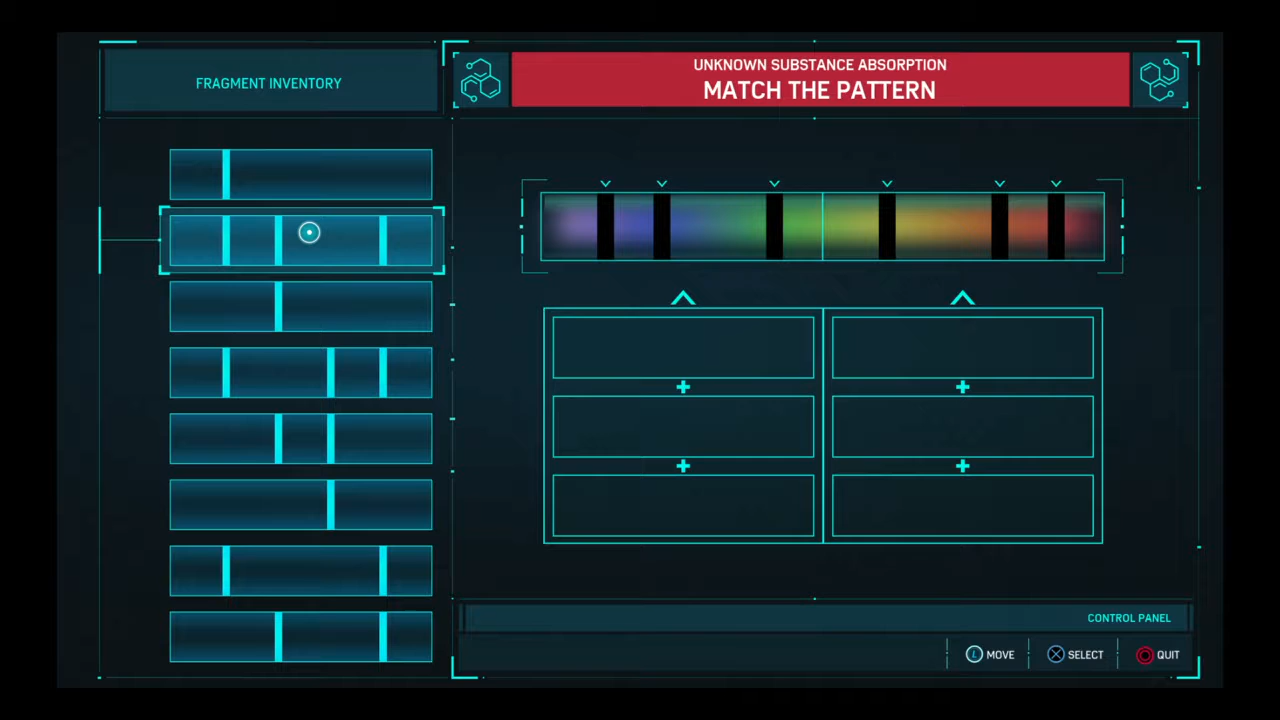 FRAGMENT INVENTORY
UNKNOWN SUBSTANCE ABSORPTION
MATCH THE PATTERN
CONTROL PANEL
L MOVE
SELECT
QUIT